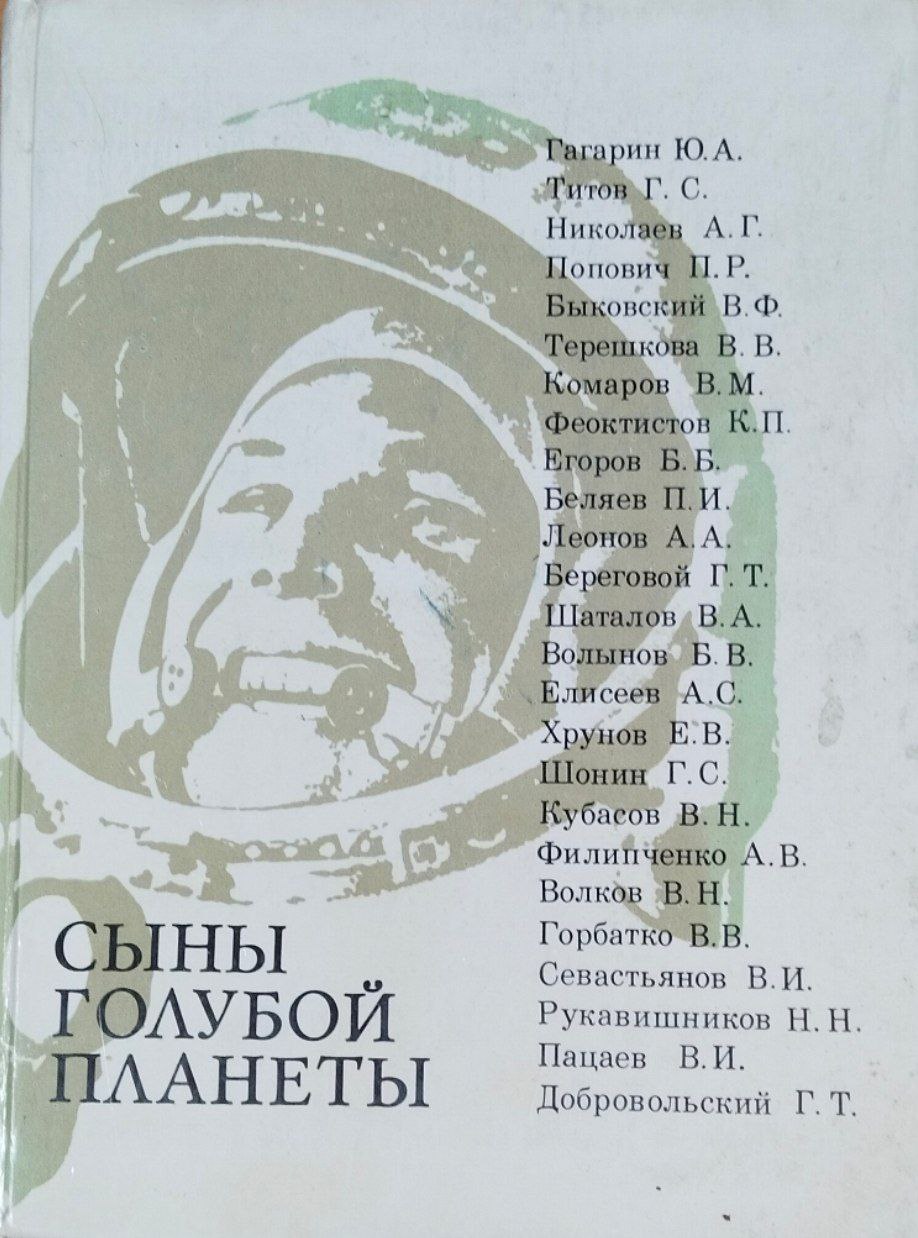 Гагарин Ю.А.
Титов Г. С.
Николаев А.Г.
Попович П.Р.
Быковский В.Ф.
Терешкова В. В.
Комаров В.М.
Феоктистов К.П.
Егоров Б.Б.
Беляев П.И.
Леонов А.А.
Береговой Г.Т.
Шаталов В.А.
Волынов Б.В.
Елисеев А.С.
Хрунов Е.В.
Шонин Г.С.
Кубасов В.Н.
Филипченко А.В.
Волков В.Н.
Горбатко В.В.
Севастьянов В.И.
Рукавишников Н.Н.
Пацаев В.И.
Добровольский Г.Т.
СЫНЫ
ГОЛУБОЙ
ПЛАНЕТЫ